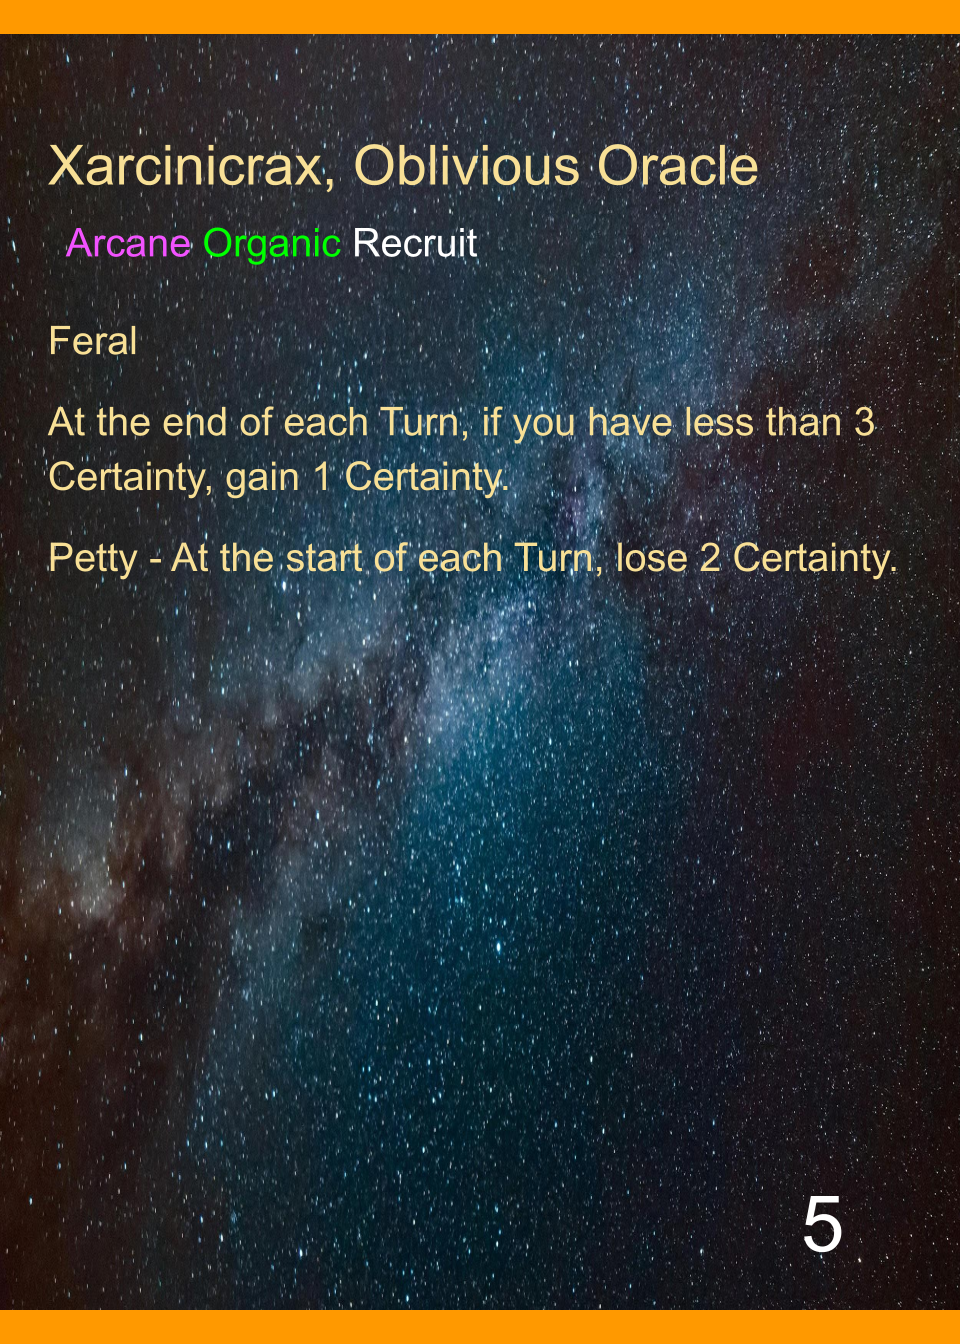 Xarcinicrax, Oblivious Oracle
Arcane Organic Recruit
Feral
At the end of each Turn, if you have less than 3
Certainty, gain 1 Certainty.
Petty - At the start of each Turn, lose 2 Certainty.
5